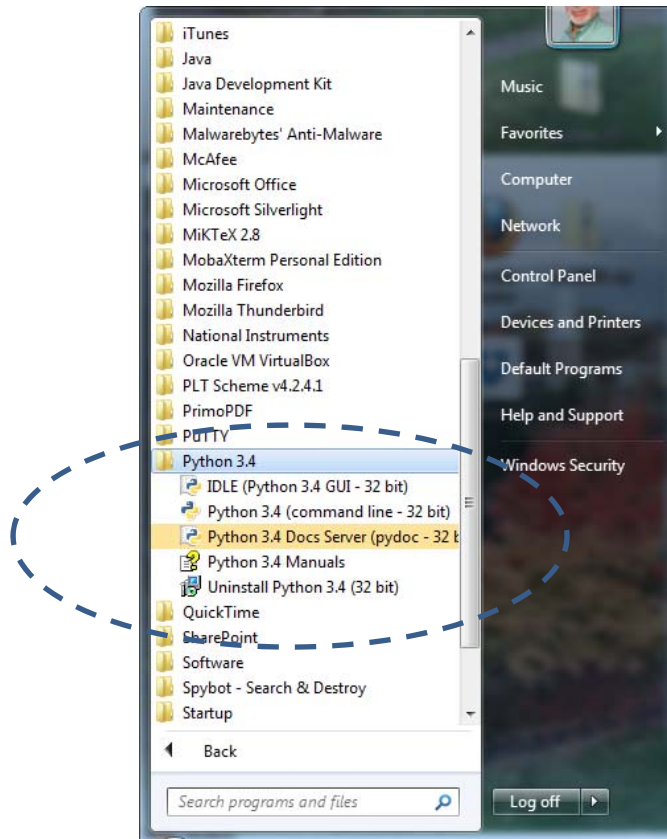 iTunes
Java
Java Development Kit
Maintenance
Malwarebytes' Anti-Malware
McAfee
Microsoft Office
Microsoft Silverlight
MiKTeX 2.8
MobaXterm Personal Edition
Mozilla Firefox
Mozilla Thunderbird
National Instruments
Oracle VM VirtualBox
PLT Scheme v4.2.4.1
PrimoPDF
PuTTY
Python 3.4
IDLE (Python 3.4 GUI - 32 bit)
Python 3.4 (command line - 32 bit)
Python 3.4 Docs Server (pydoc - 32 b
Python 3.4 Manuals
Uninstall Python 3.4 (32 bit)
QuickTime
SharePoint
Software
Spybot - Search & Destroy
Startup
Back
Search programs and files
Music
Favorites
Computer
Network
Control Panel
Devices and Printers
Default Programs
Help and Support
Windows Security
Log off